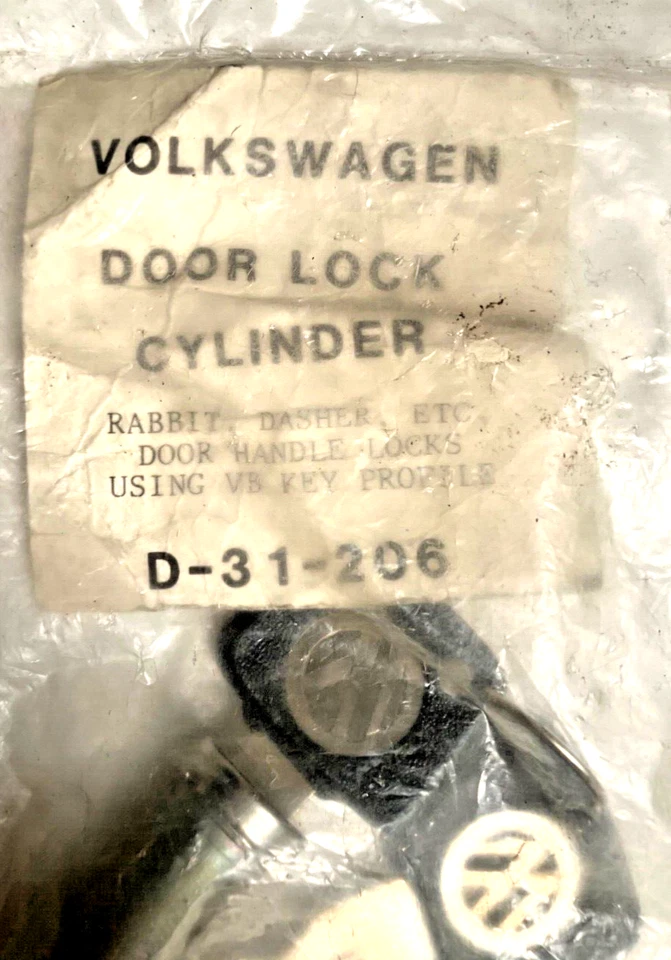 VOLKSWAGEN
DOOR LOCK
CYLINDER
RABBIT, DASHER, ETC.
DOOR HANDLE LOCKS
USING VB KEY PROFILE
D-31-206